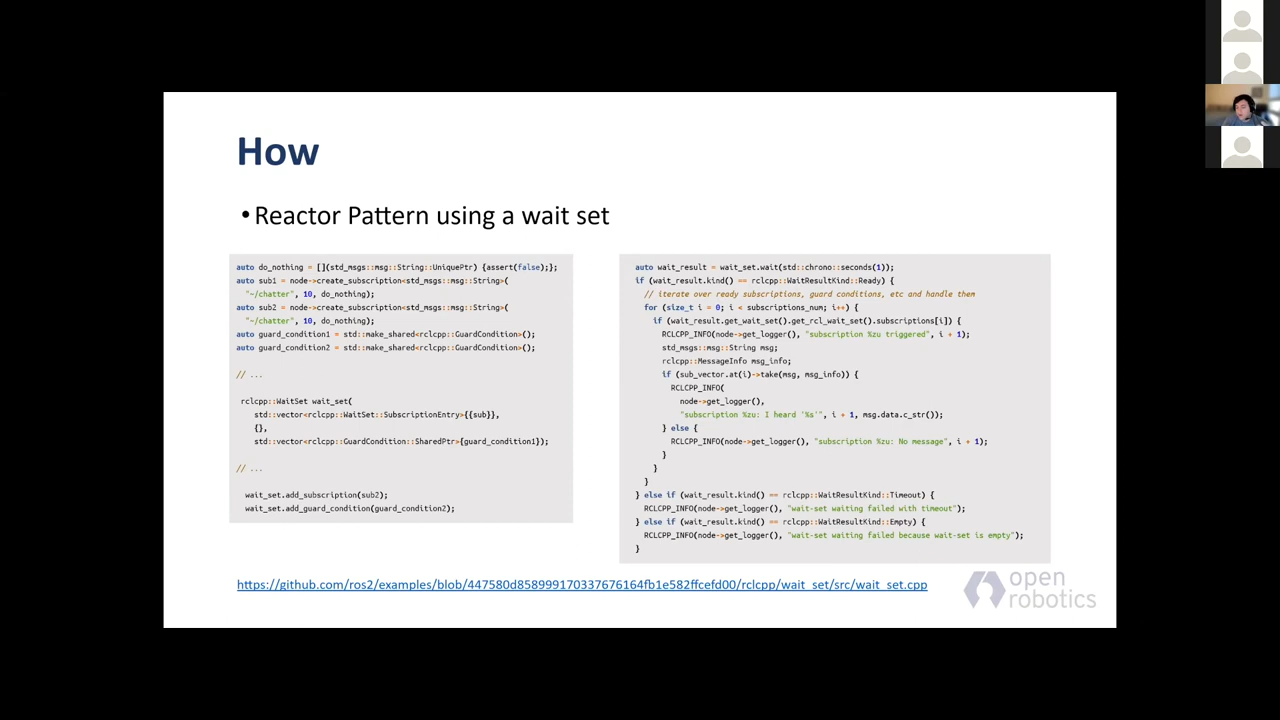 How
• Reactor Pattern using a wait set
auto do_nothing = [](std_msgs::msg::String::UniquePtr) {assert(false);};
auto sub1 = node->create_subscription<std_msgs::msg::String>(
"~/chatter", 10, do_nothing);
auto sub2 = node->create_subscription<std_msgs::msg::String>(
"~/chatter", 10, do_nothing);
auto guard_condition1 = std::make_shared<rclcpp::GuardCondition>();
auto guard_condition2 = std::make_shared<rclcpp::GuardCondition>();
// ...
rclcpp::WaitSet wait_set(
std::vector<rclcpp::WaitSet::SubscriptionEntry>{{sub}},
{},
std::vector<rclcpp::GuardCondition::SharedPtr>{guard_condition1});
// ...
wait_set.add_subscription(sub2);
wait_set.add_guard_condition(guard_condition2);
auto wait_result = wait_set.wait(std::chrono::seconds(1));
if (wait_result.kind() == rclcpp::WaitResultKind::Ready) {
// iterate over ready subscriptions, guard conditions, etc and handle them
for (size_t i = 0; i < subscriptions_num; i++) {
if (wait_result.get_wait_set().get_rcl_wait_set().subscriptions[i]) {
RCLCPP_INFO(node->get_logger(), "subscription %zu triggered", i + 1);
std_msgs::msg::String msg;
rclcpp::MessageInfo msg_info;
if (sub_vector.at(i)->take(msg, msg_info)) {
RCLCPP_INFO(
node->get_logger(),
"subscription %zu: I heard '%s'", i + 1, msg.data.c_str());
} else {
RCLCPP_INFO(node->get_logger(), "subscription %zu: No message", i + 1);
}
}
}
} else if (wait_result.kind() == rclcpp::WaitResultKind::Timeout) {
RCLCPP_INFO(node->get_logger(), "wait-set waiting failed with timeout");
} else if (wait_result.kind() == rclcpp::WaitResultKind::Empty) {
RCLCPP_INFO(node->get_logger(), "wait-set waiting failed because wait-set is empty");
}
https://github.com/ros2/examples/blob/447580d858999170337676164fb1e582ffcefd00/rclcpp/wait_set/src/wait_set.cpp
open
robotics